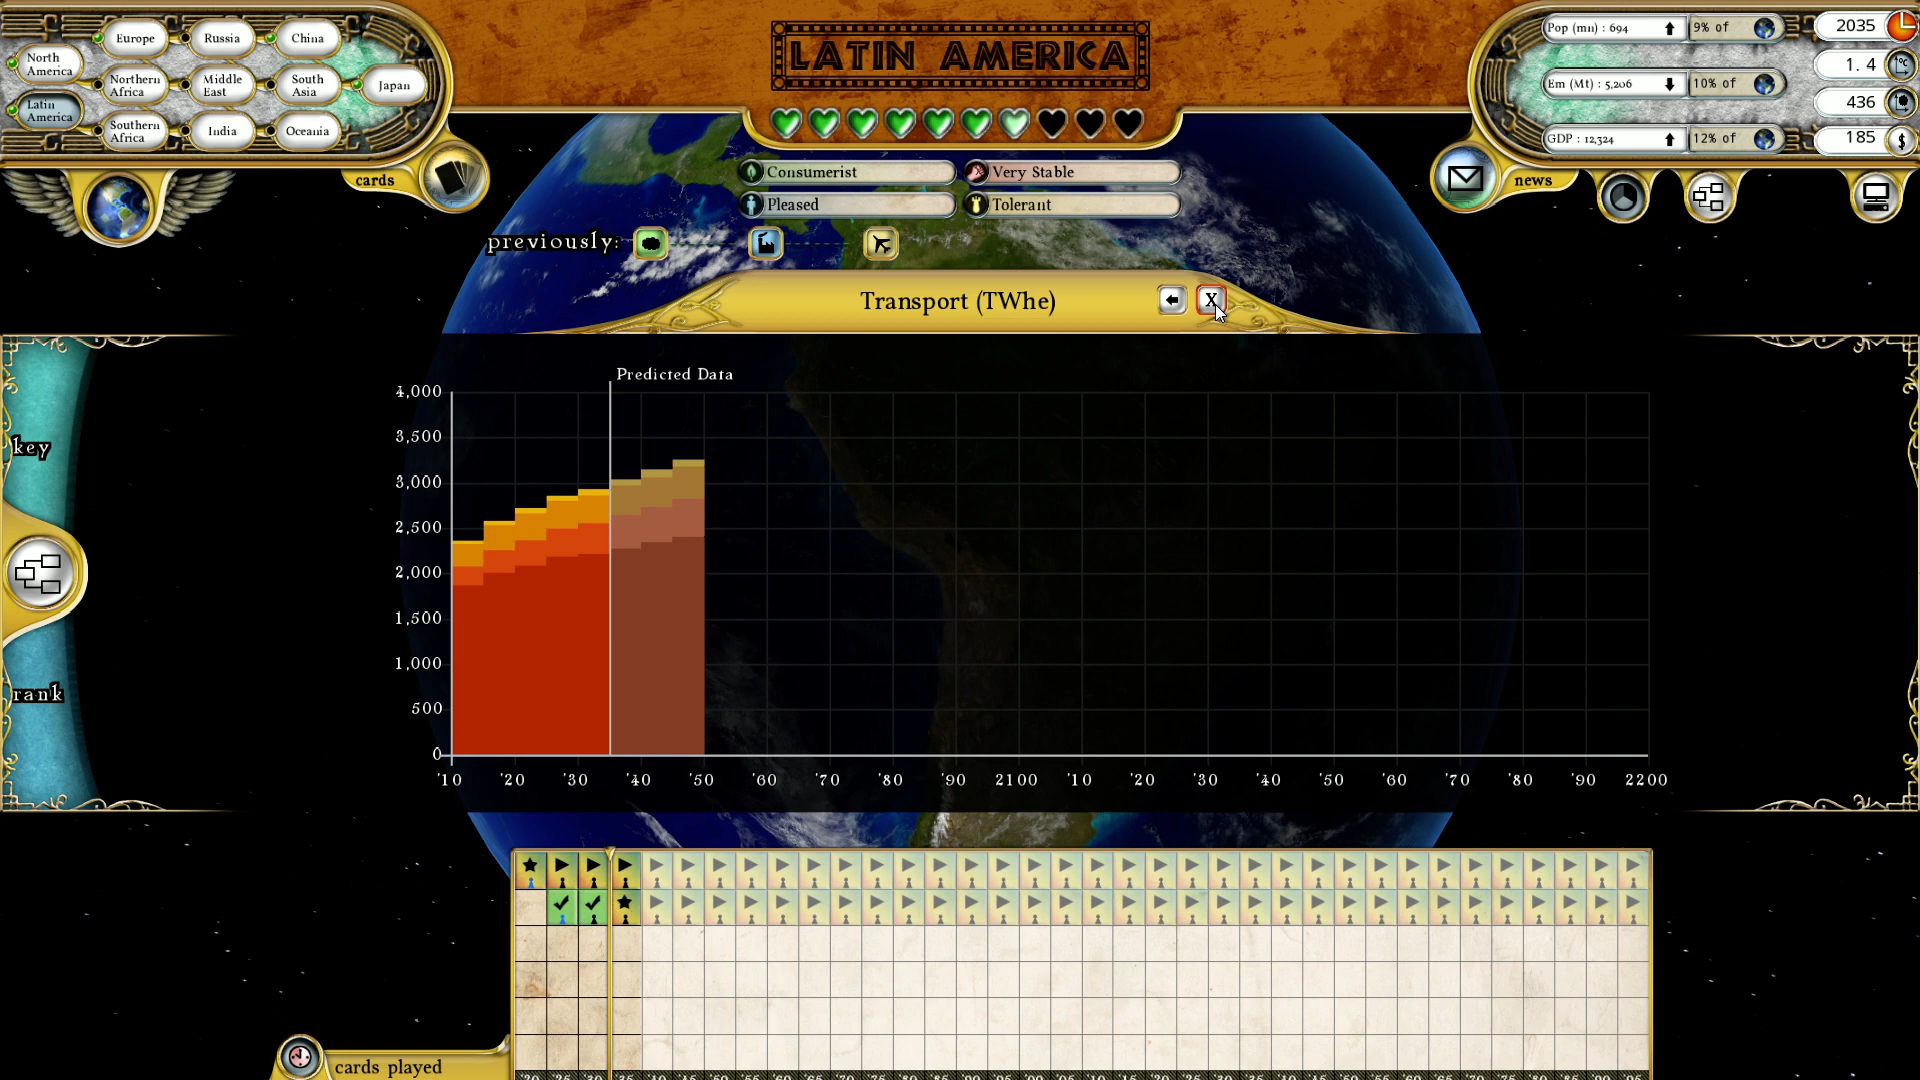 North America
Europe
Russia
China
Latin America
Northern Africa
Middle East
South Asia
Japan
Southern Africa
India
Oceania
cards
LATIN AMERICA
Pop (mn) : 694
9% of
2035
Em (Mt) : 5,206
10% of
1.4
436
GDP : 12,324
12% of
185
$
news
Consumerist
Very Stable
Pleased
Tolerant
previously:
Transport (TWhe)
X
Predicted Data
4,000
3,500
3,000
2,500
2,000
1,500
1,000
500
0
'10 '20 '30 '40 '50 '60 '70 '80 '90 2100 '10 '20 '30 '40 '50 '60 '70 '80 '90 2200
key
rank
cards played